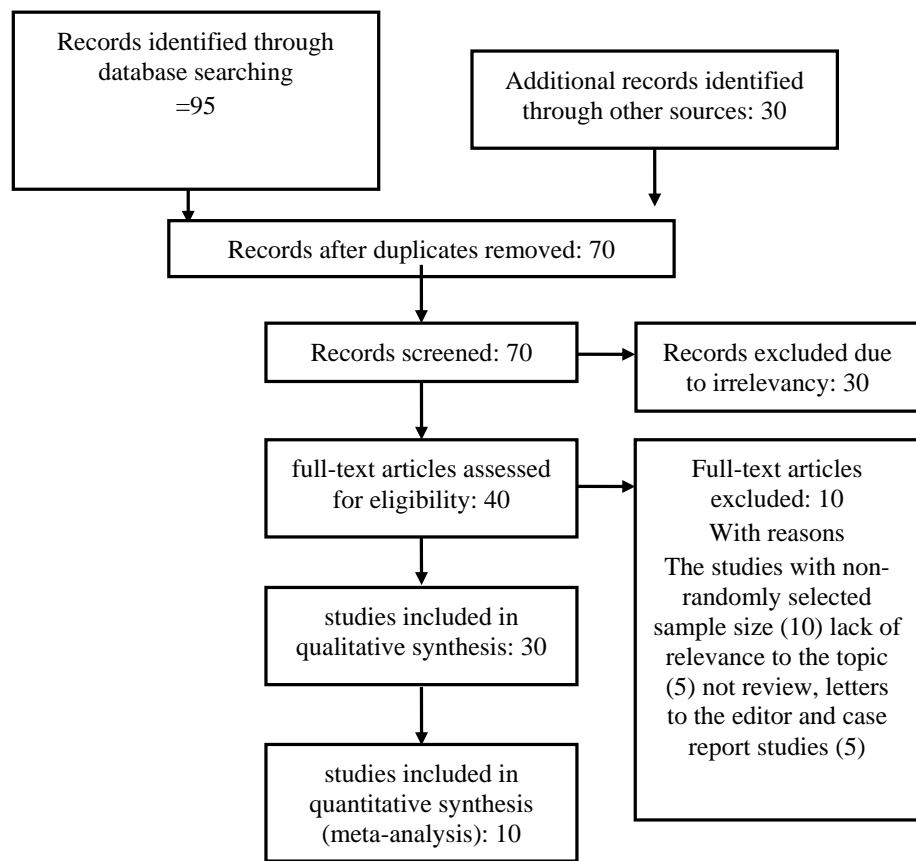 Records identified through
database searching
=95
Additional records identified
through other sources: 30
Records after duplicates removed: 70
Records screened: 70
Records excluded due
to irrelevancy: 30
full-text articles assessed
for eligibility: 40
Full-text articles
excluded: 10
With reasons
The studies with non-
randomly selected
sample size (10) lack of
relevance to the topic
(5) not review, letters
to the editor and case
report studies (5)
studies included in
qualitative synthesis: 30
studies included in
quantitative synthesis
(meta-analysis): 10